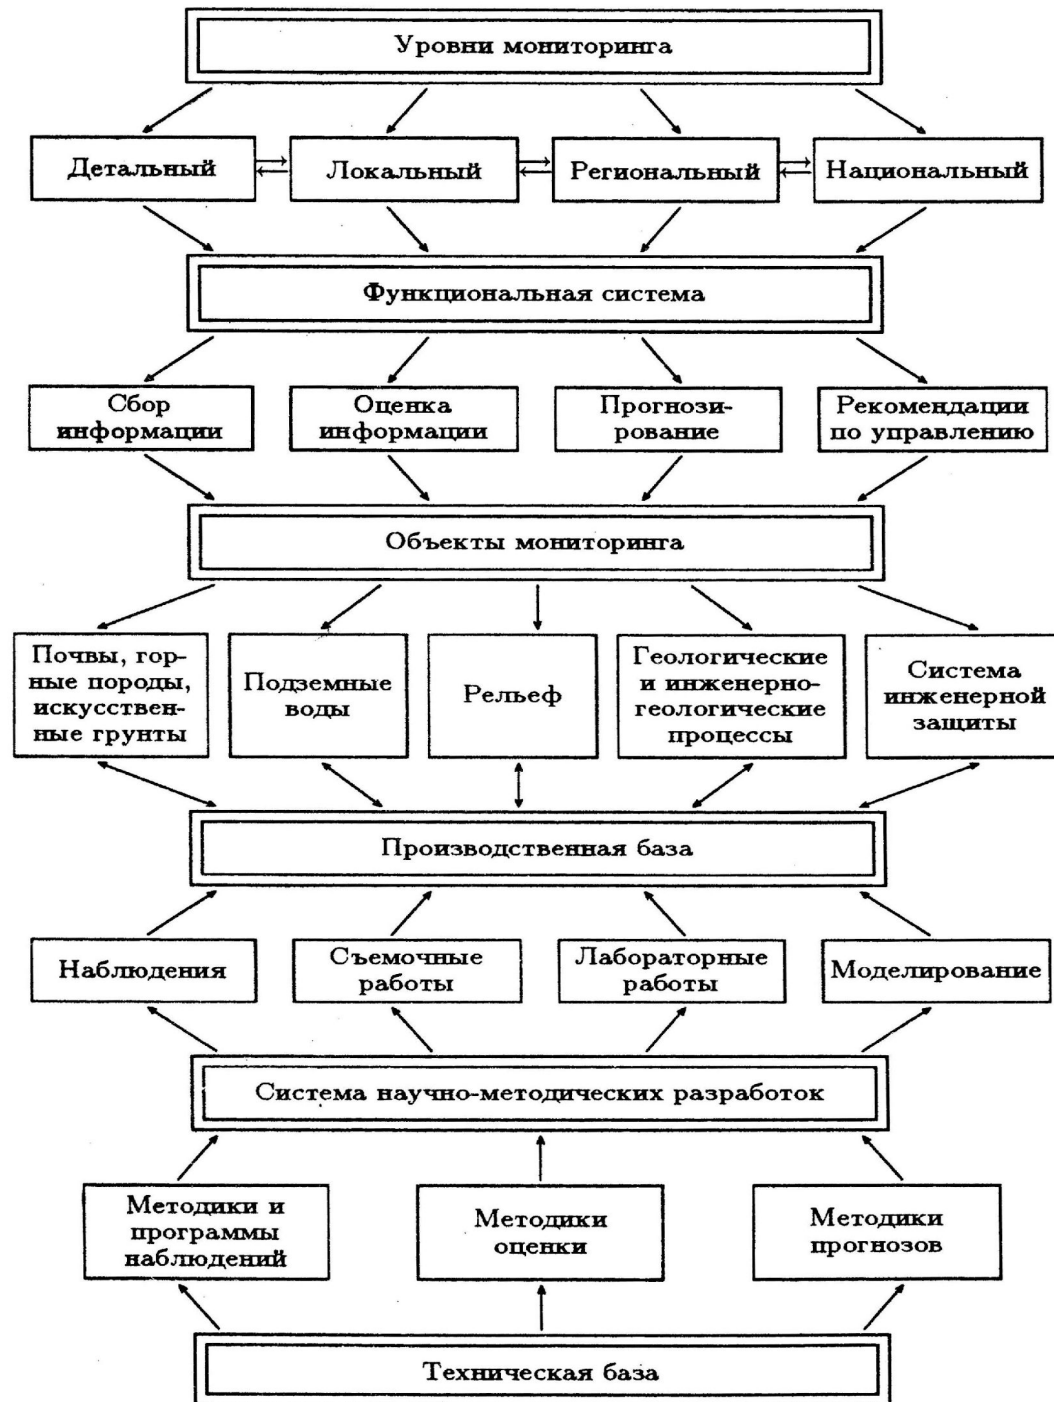 Уровни мониторинга
Детальный
Локальный
Региональный
Национальный
Функциональная система
Сбор
информации
Оценка
информации
Прогнози-
рование
Рекомендации
по управлению
Объекты мониторинга
Почвы, гор-
ные породы,
искусствен-
ные грунты
Подземные
воды
Рельеф
Геологические
и инженерно-
геологические
процессы
Система
инженерной
защиты
Производственная база
Наблюдения
Съемочные
работы
Лабораторные
работы
Моделирование
Система научно-методических разработок
Методики и
программы
наблюдений
Методики
оценки
Методики
прогнозов
Техническая база